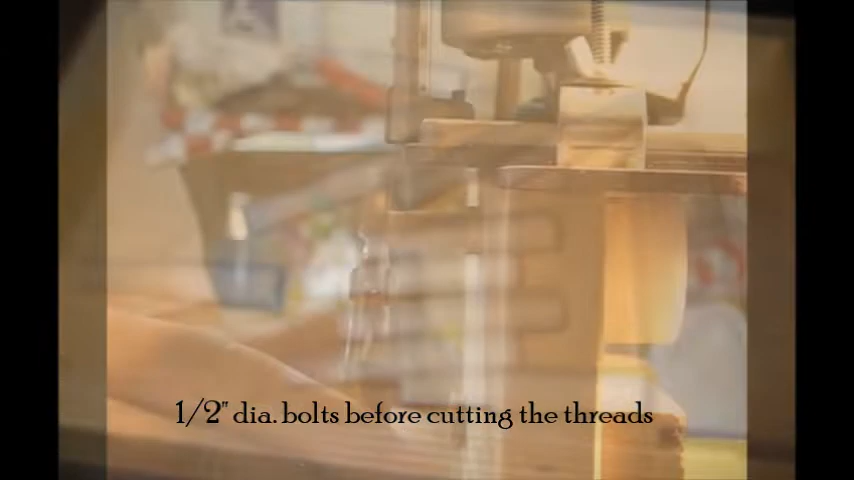 1/2" dia. bolts before cutting the threads